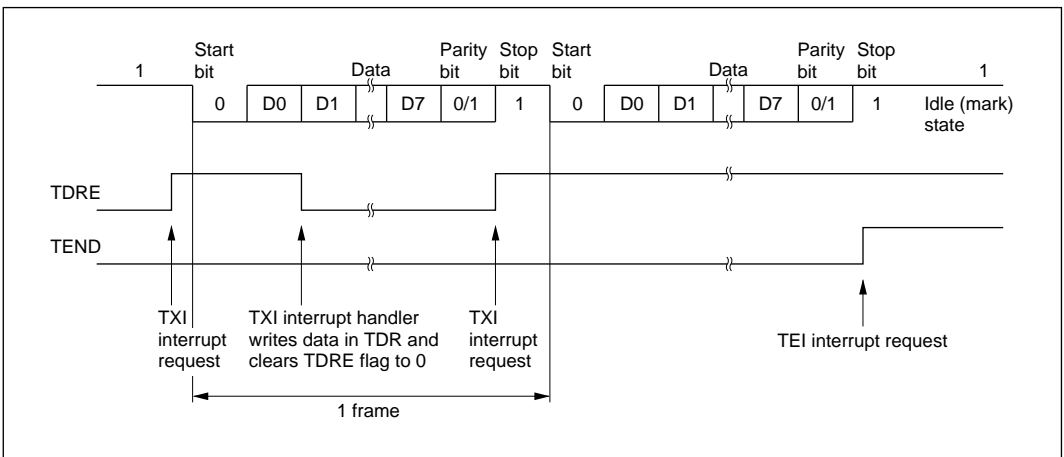 Start bit
Data
Parity bit
Stop bit
Start bit
Data
Parity bit
Stop bit
1
1
0 D0 D1 D7 0/1 1 0 D0 D1 D7 0/1 1
Idle (mark) state
TDRE
TEND
TXI interrupt request
TXI interrupt handler writes data in TDR and clears TDRE flag to 0
TXI interrupt request
TEI interrupt request
1 frame